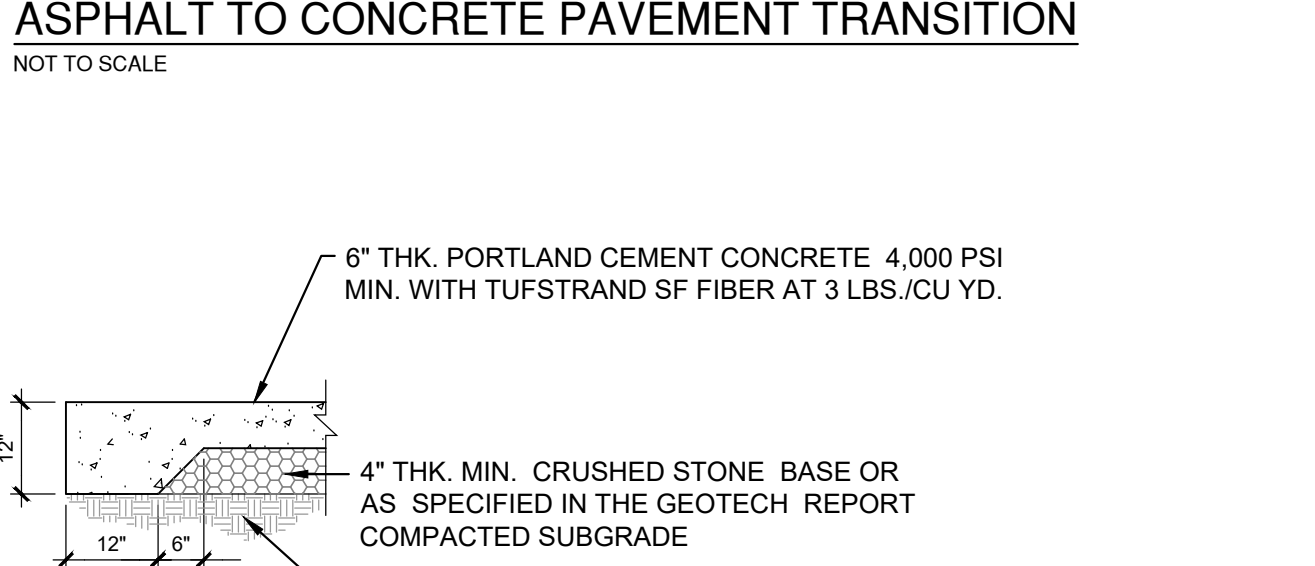 ASPHALT TO CONCRETE PAVEMENT TRANSITION
NOT TO SCALE
6" THK. PORTLAND CEMENT CONCRETE 4,000 PSI
MIN. WITH TUFSTRAND SF FIBER AT 3 LBS./CU YD.
12"
4" THK. MIN. CRUSHED STONE BASE OR
AS SPECIFIED IN THE GEOTECH REPORT
COMPACTED SUBGRADE
12" 6"